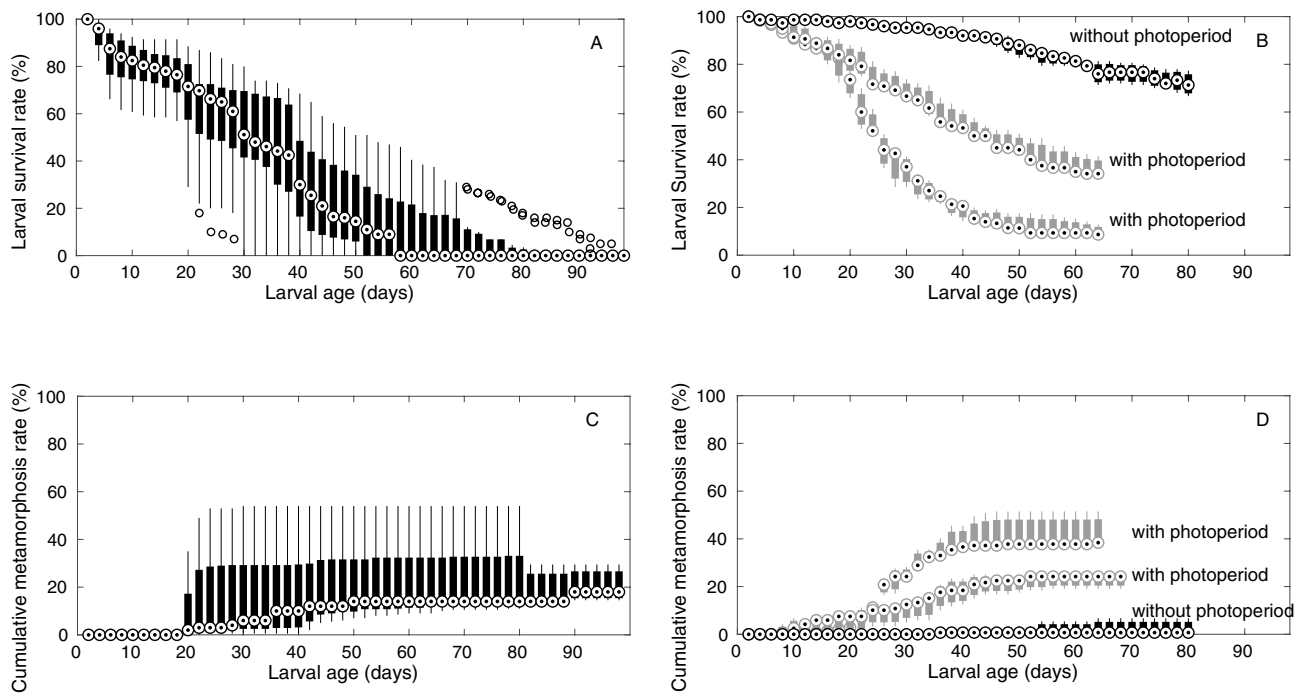 Larval survival rate (%)
100
80
60
40
20
0
A
0 10 20 30 40 50 60 70 80 90
Larval age (days)
Larval Survival rate (%)
100
80
60
40
20
0
without photoperiod
B
with photoperiod
with photoperiod
0 10 20 30 40 50 60 70 80 90
Larval age (days)
Cumulative metamorphosis rate (%)
100
80
60
40
20
0
C
0 10 20 30 40 50 60 70 80 90
Larval age (days)
Cumulative metamorphosis rate (%)
100
80
60
40
20
0
D
with photoperiod
with photoperiod
without photoperiod
0 10 20 30 40 50 60 70 80 90
Larval age (days)